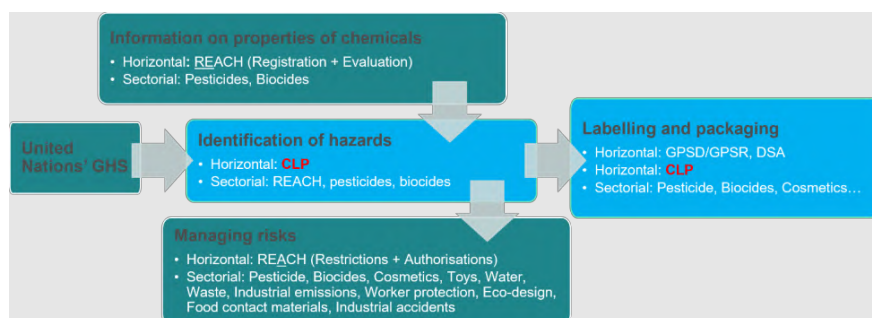 Information on properties of chemicals
• Horizontal: REACH (Registration + Evaluation)
• Sectorial: Pesticides, Biocides
United
Nations' GHS
Identification of hazards
• Horizontal: CLP
• Sectorial: REACH, pesticides, biocides
Labelling and packaging
• Horizontal: GPSD/GPSR, DSA
• Horizontal: CLP
• Sectorial: Pesticide, Biocides, Cosmetics…
Managing risks
• Horizontal: REACH (Restrictions + Authorisations)
• Sectorial: Pesticide, Biocides, Cosmetics, Toys, Water,
Waste, Industrial emissions, Worker protection, Eco-design,
Food contact materials, Industrial accidents